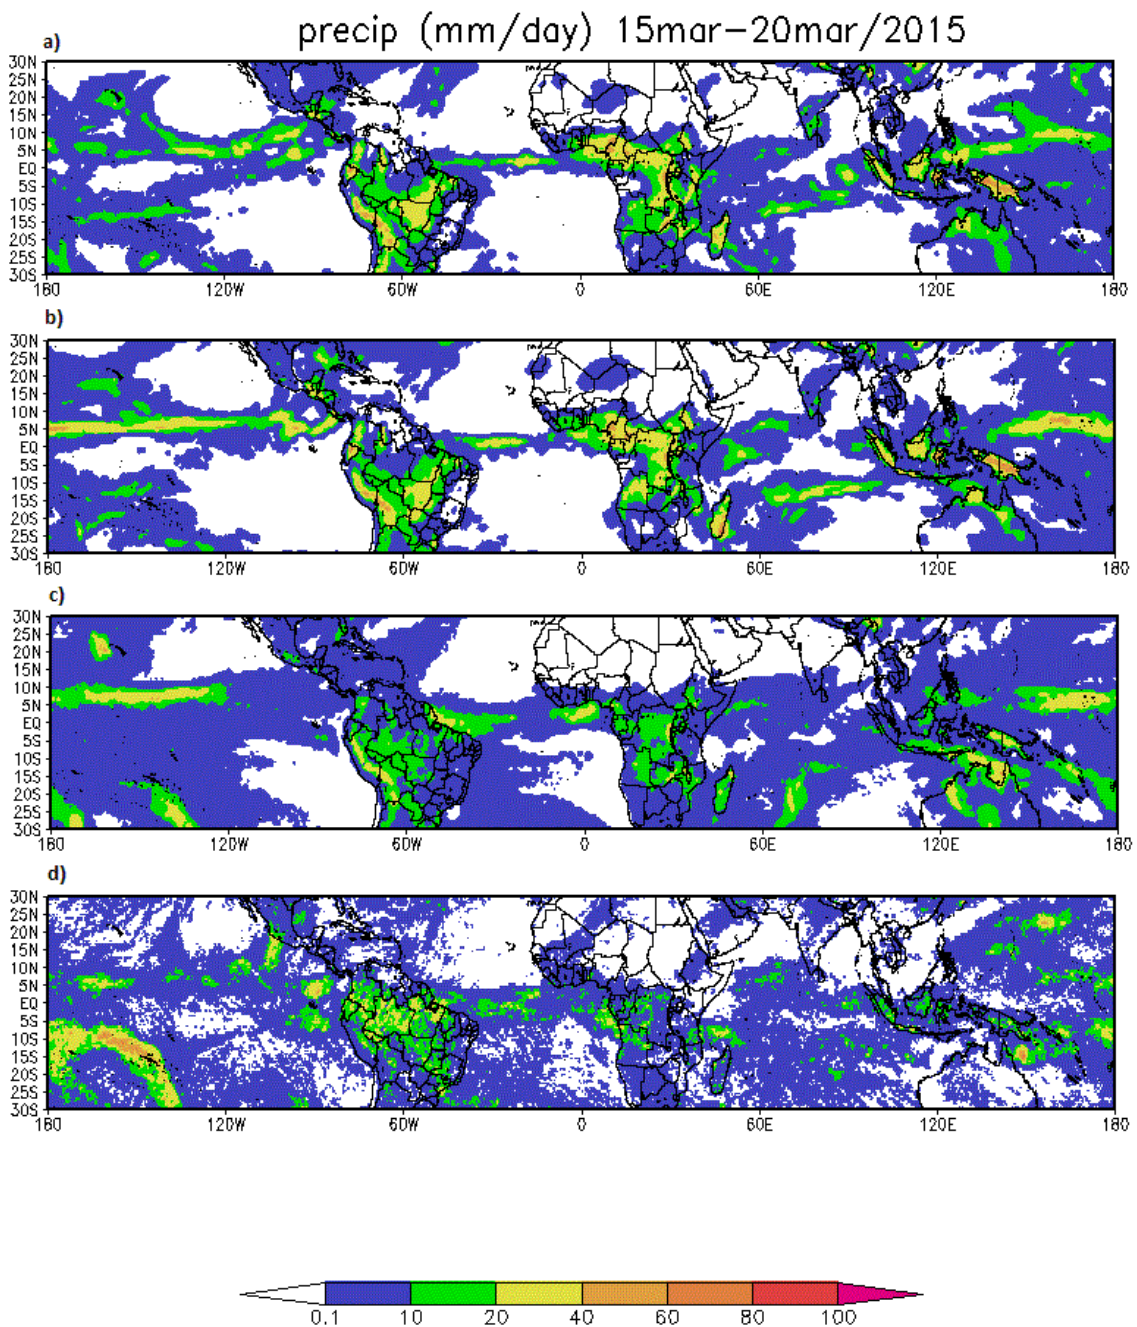 precip (mm/day) 15mar-20mar/2015
a)
30N
25N
20N
15N
10N
5N
EQ
5S
10S
15S
20S
25S
30S
180 120W 60W 0 60E 120E 180
b)
30N
25N
20N
15N
10N
5N
EQ
5S
10S
15S
20S
25S
30S
180 120W 60W 0 60E 120E 180
c)
30N
25N
20N
15N
10N
5N
EQ
5S
10S
15S
20S
25S
30S
180 120W 60W 0 60E 120E 180
d)
30N
25N
20N
15N
10N
5N
EQ
5S
10S
15S
20S
25S
30S
180 120W 60W 0 60E 120E 180
0.1 10 20 40 60 80 100